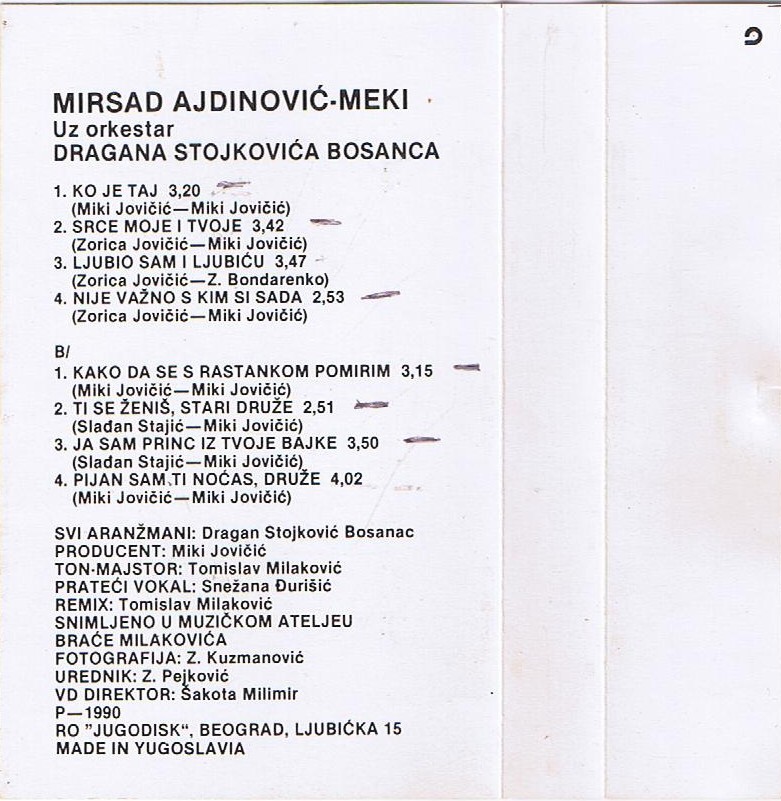 MIRSAD AJDINOVIĆ-MEKI
Uz orkestar
DRAGANA STOJKOVIĆA BOSANCA
1. KO JE TAJ 3,20
(Miki Jovičić—Miki Jovičić)
2. SRCE MOJE I TVOJE 3,42
(Zorica Jovičić—Miki Jovičić)
3. LJUBIO SAM I LJUBIĆU 3,47
(Zorica Jovičić—Z. Bondarenko)
4. NIJE VAŽNO S KIM SI SADA 2,53
(Zorica Jovičić—Miki Jovičić)
B/
1. KAKO DA SE S RASTANKOM POMIRIM 3,15
(Miki Jovičić—Miki Jovičić)
2. TI SE ŽENIŠ, STARI DRUŽE 2,51
(Slađan Stajić—Miki Jovičić)
3. JA SAM PRINC IZ TVOJE BAJKE 3,50
(Slađan Stajić—Miki Jovičić)
4. PIJAN SAM TI NOĆAS, DRUŽE 4,02
(Miki Jovičić—Miki Jovičić)
SVI ARANŽMANI: Dragan Stojković Bosanac
PRODUCENT: Miki Jovičić
TON-MAJSTOR: Tomislav Milaković
PRATEĆI VOKAL: Snežana Đurišić
REMIX: Tomislav Milaković
SNIMLJENO U MUZIČKOM ATELJEU
BRAĆE MILAKOVIĆA
FOTOGRAFIJA: Z. Kuzmanović
UREDNIK: Z. Pejković
VD DIREKTOR: Šakota Milimir
P—1990
RO "JUGODISK", BEOGRAD, LJUBIĆKA 15
MADE IN YUGOSLAVIA